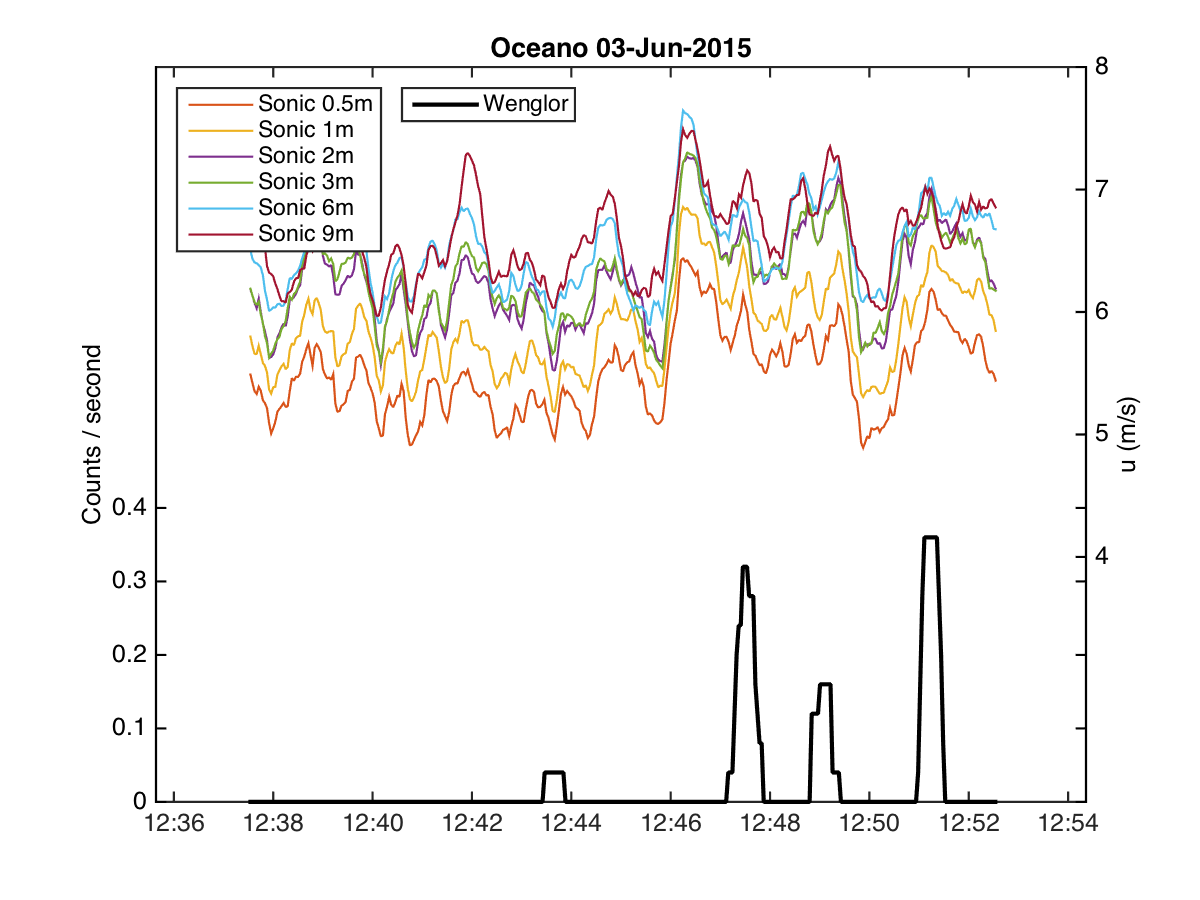 Oceano 03-Jun-2015
Sonic 0.5m
Sonic 1m
Sonic 2m
Sonic 3m
Sonic 6m
Sonic 9m
Wenglor
Counts / second
0.4
0.3
0.2
0.1
0
8
7
6
5
4
u (m/s)
12:36 12:38 12:40 12:42 12:44 12:46 12:48 12:50 12:52 12:54